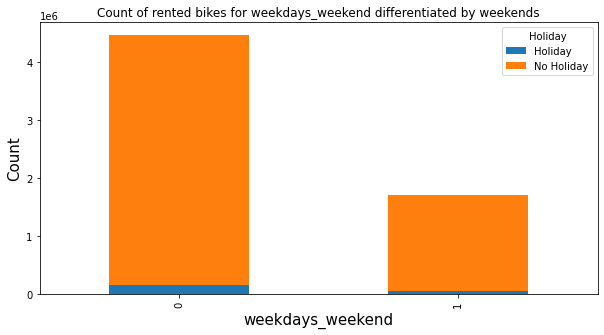 Count of rented bikes for weekdays_weekend differentiated by weekends
1e6
Holiday
Holiday
No Holiday
4
3
2
1
0
Count
0
1
weekdays_weekend